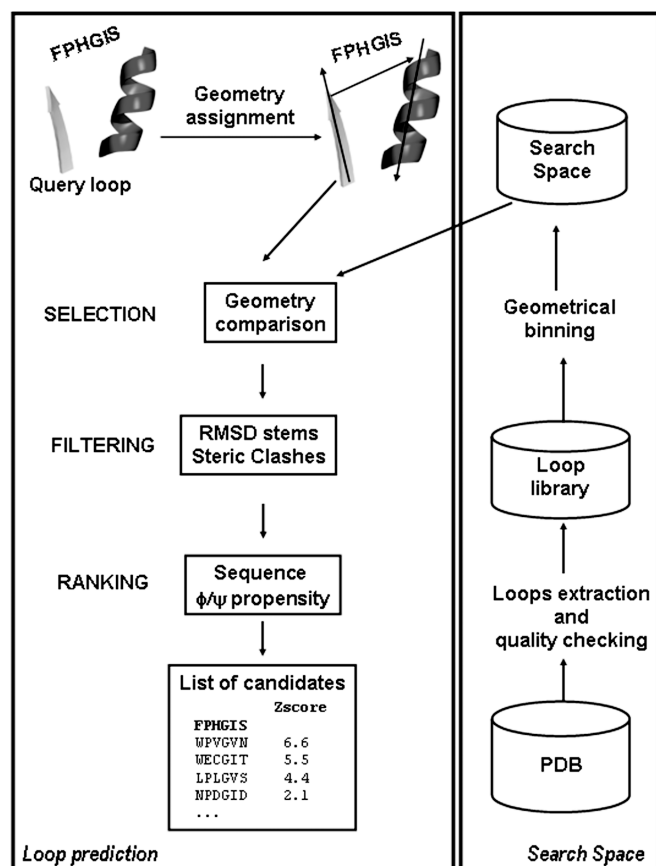 FPHGIS
Query loop
Geometry
assignment
FPHGIS
SELECTION
Geometry
comparison
FILTERING
RMSD stems
Steric Clashes
RANKING
Sequence
ϕ/ψ propensity
List of candidates
Zscore
FPHGIS
WPVGVN 6.6
WECGIT 5.5
LPLGVS 4.4
NPDGID 2.1
...
Loop prediction
Search
Space
Geometrical
binning
Loop
library
Loops extraction
and
quality checking
PDB
Search Space